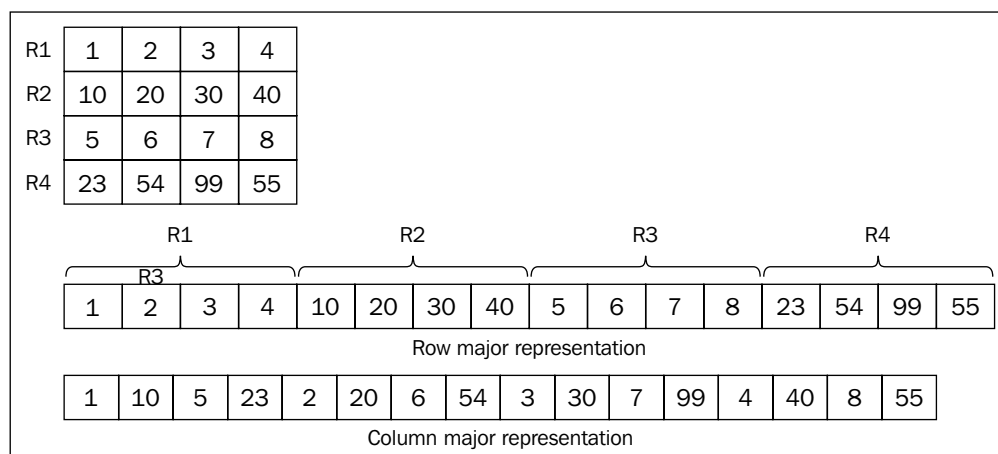 R1 1 2 3 4
R2 10 20 30 40
R3 5 6 7 8
R4 23 54 99 55
R1 R2 R3 R4
R3
1 2 3 4 10 20 30 40 5 6 7 8 23 54 99 55
Row major representation
1 10 5 23 2 20 6 54 3 30 7 99 4 40 8 55
Column major representation